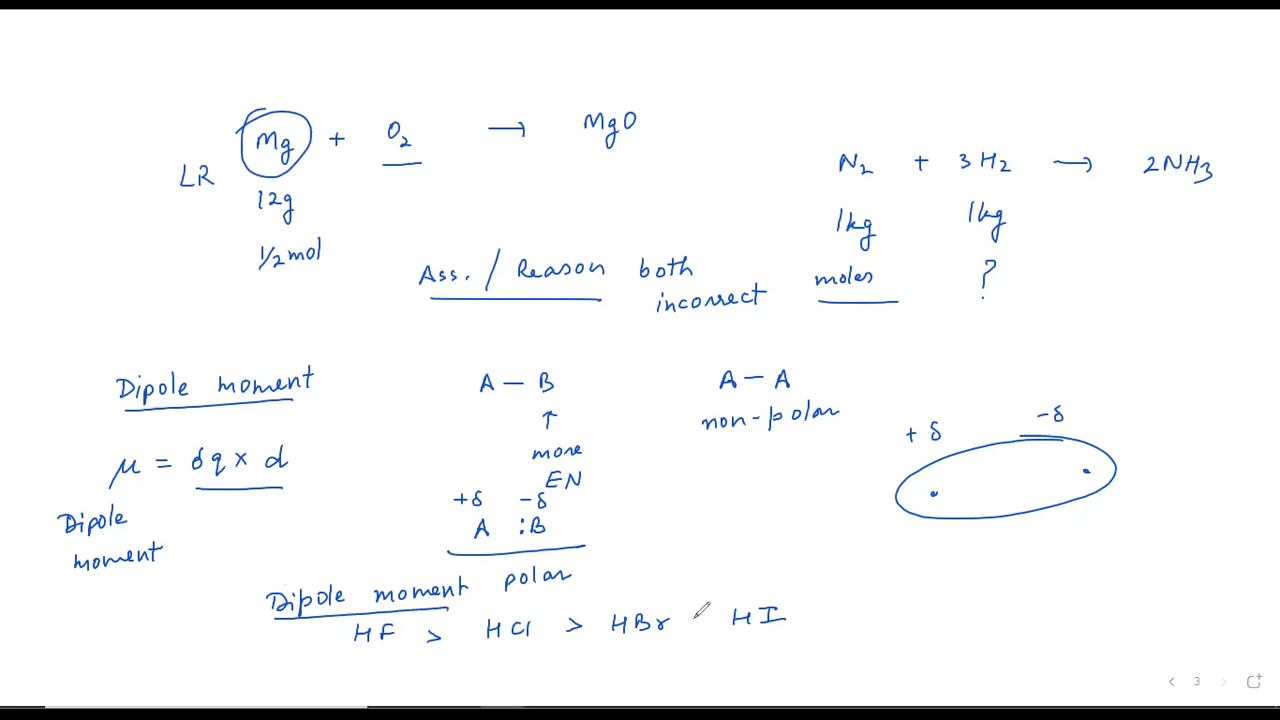 Mg + O2 → MgO
LR
12g
1/2 mol
N2 + 3H2 → 2NH3
1kg 1kg
moles ?
Ass. / Reason both
incorrect
Dipole moment
μ = δq × d
Dipole
moment
A — B
↑
more
EN
+δ -δ
A :B
polar
A — A
non-polar
+δ -δ
Dipole moment
HF > HCl > HBr HI
3